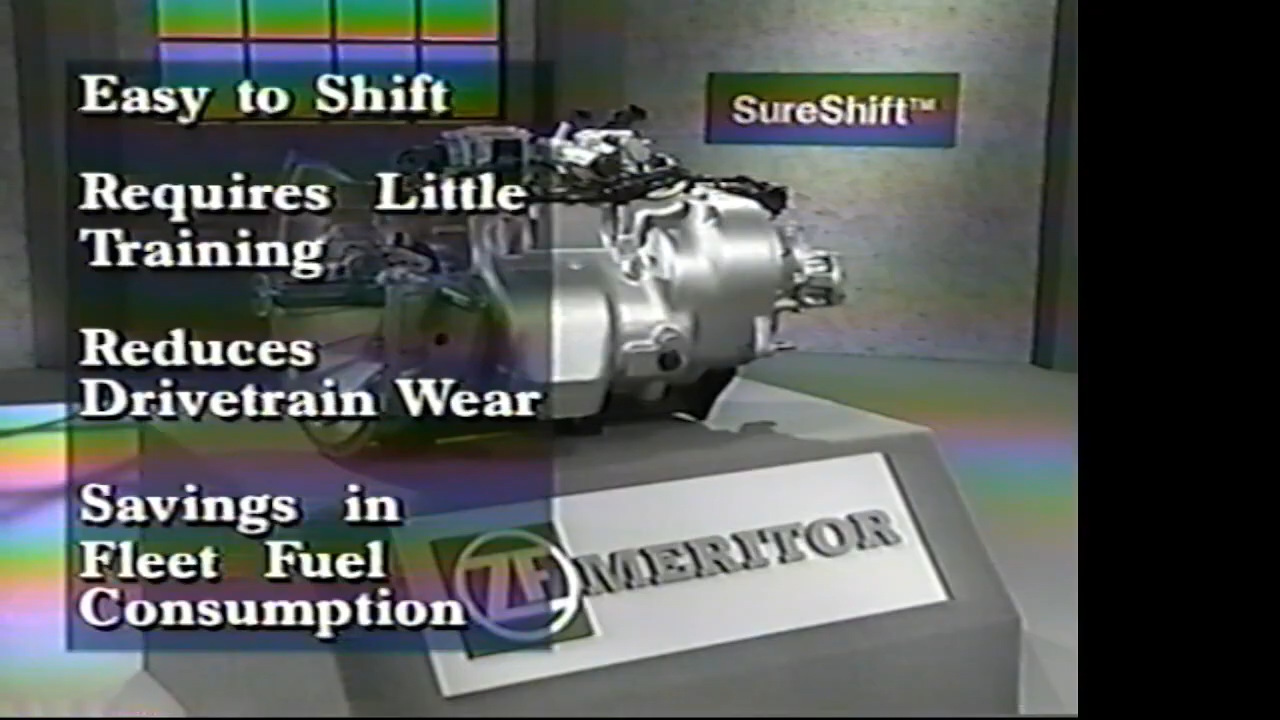 Easy to Shift
Requires Little
Training
Reduces
Drivetrain Wear
Savings in
Fleet Fuel
Consumption
SureShift™
ZF MERITOR